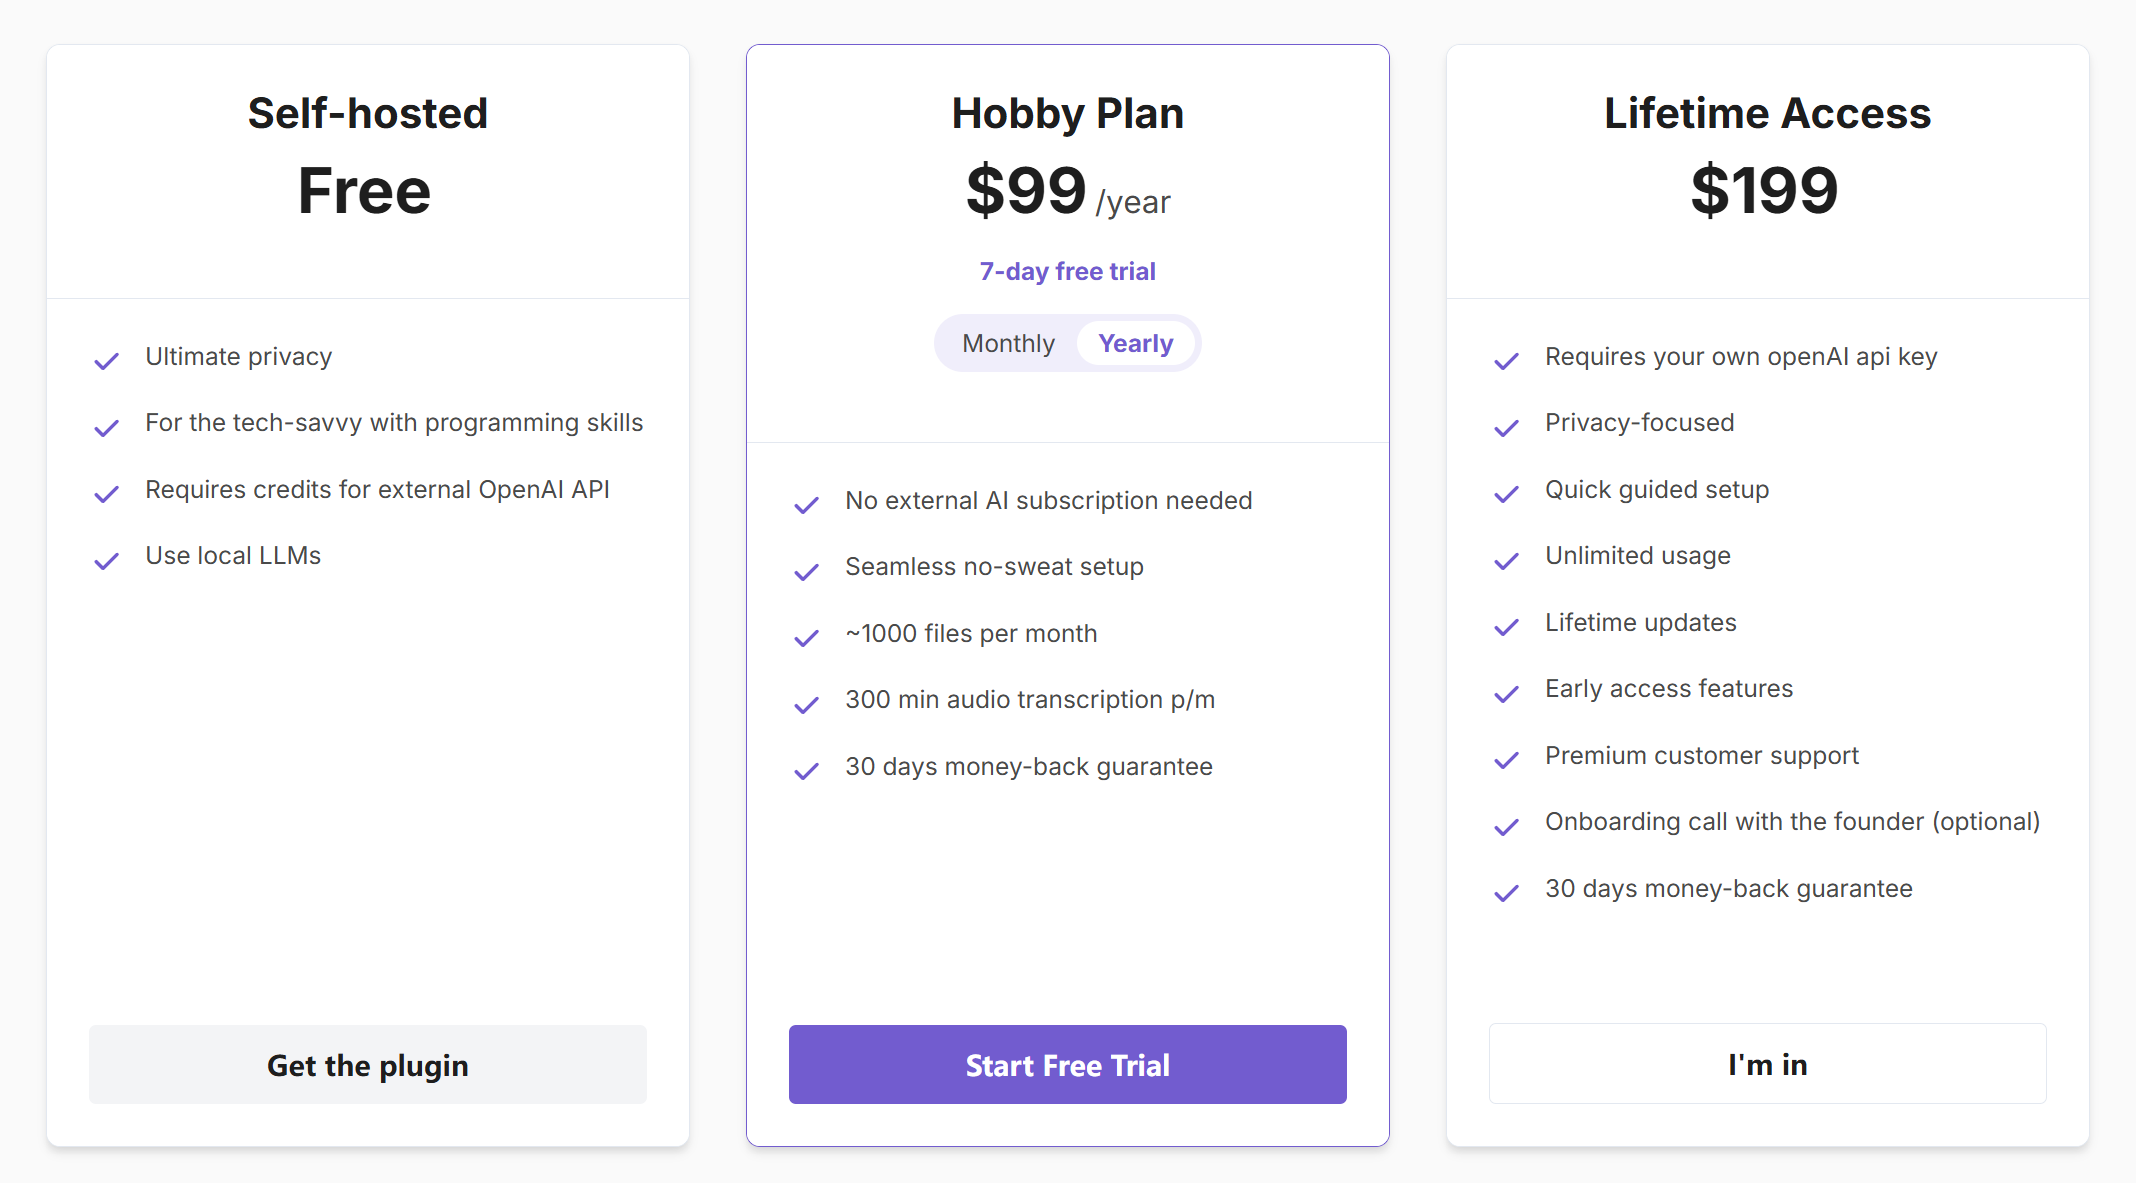 Self-hosted
Free
Ultimate privacy
For the tech-savvy with programming skills
Requires credits for external OpenAI API
Use local LLMs
Get the plugin
Hobby Plan
$99 /year
7-day free trial
Monthly Yearly
No external AI subscription needed
Seamless no-sweat setup
~1000 files per month
300 min audio transcription p/m
30 days money-back guarantee
Start Free Trial
Lifetime Access
$199
Requires your own openAI api key
Privacy-focused
Quick guided setup
Unlimited usage
Lifetime updates
Early access features
Premium customer support
Onboarding call with the founder (optional)
30 days money-back guarantee
I'm in